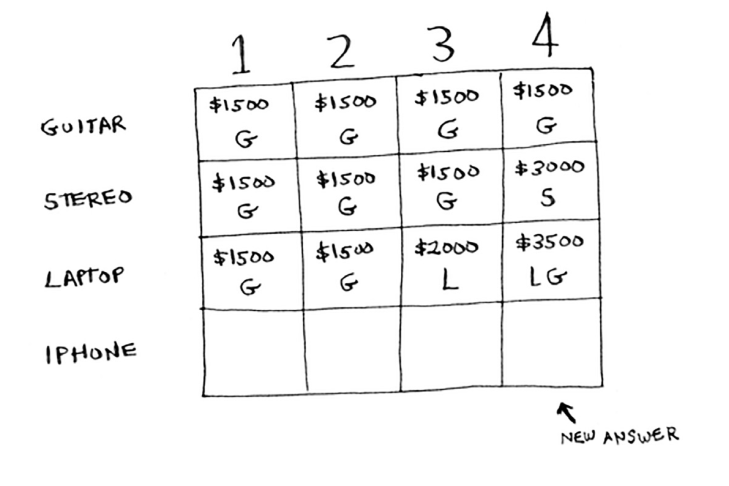 1 2 3 4
GUITAR
$1500 $1500 $1500 $1500
G G G G
STEREO
$1500 $1500 $1500 $3000
G G G S
LAPTOP
$1500 $1500 $2000 $3500
G G L LG
IPHONE
NEW ANSWER